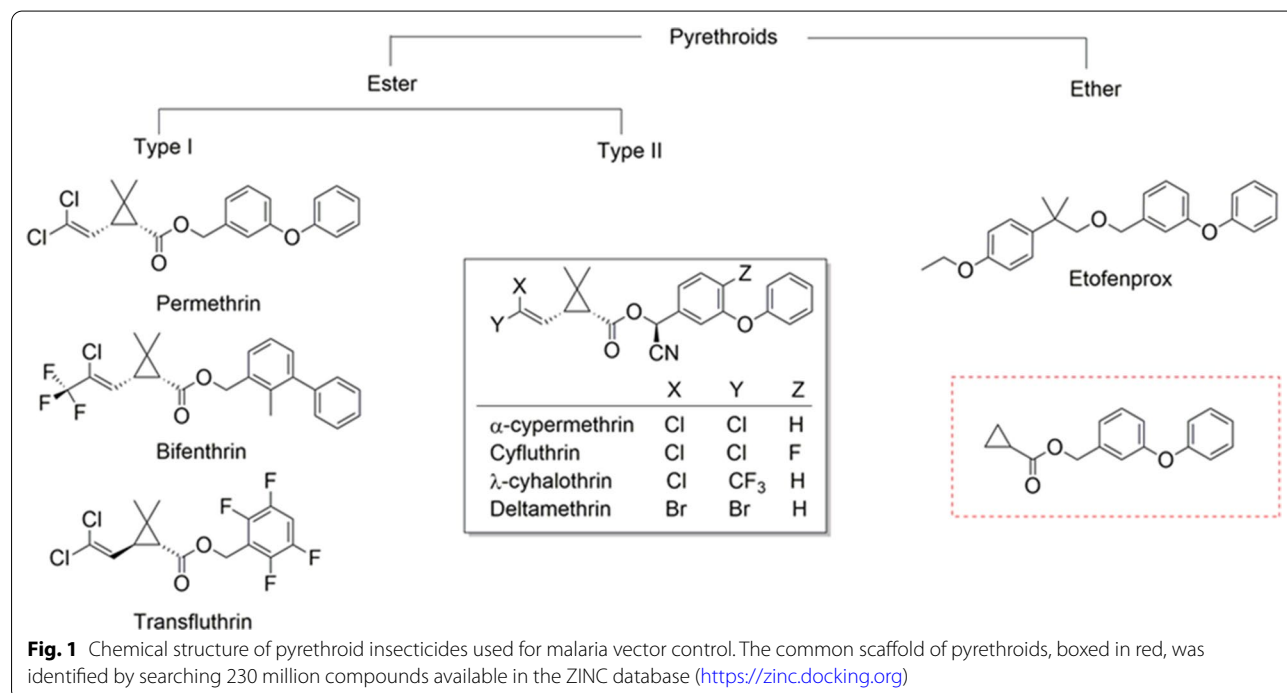 Pyrethroids
Ester
Ether
Type I
Type II
Cl
Cl
O
O
O
Permethrin
Cl
F
F
F
O
O
Bifenthrin
Cl
Cl
O
O
F
F
F
F
Transfluthrin
X
Y
Z
O
O
O
CN
X Y Z
α-cypermethrin Cl Cl H
Cyfluthrin Cl Cl F
λ-cyhalothrin Cl CF3 H
Deltamethrin Br Br H
O
O
O
Etofenprox
O
O
O
Fig. 1 Chemical structure of pyrethroid insecticides used for malaria vector control. The common scaffold of pyrethroids, boxed in red, was
identified by searching 230 million compounds available in the ZINC database (https://zinc.docking.org)